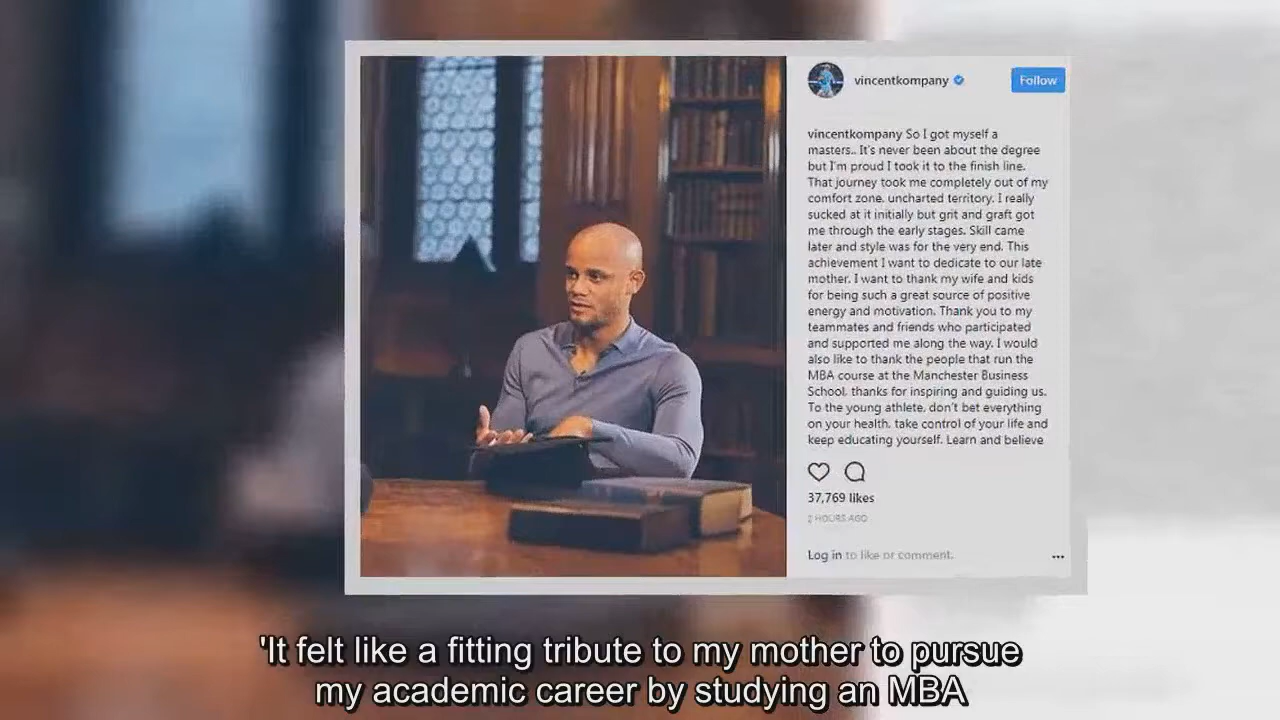 vincentkompany
Follow
vincentkompany So I got myself a
masters.. It's never been about the degree
but I'm proud I took it to the finish line.
That journey took me completely out of my
comfort zone, uncharted territory. I really
sucked at it initially but grit and graft got
me through the early stages. Skill came
later and style was for the very end. This
achievement I want to dedicate to our late
mother. I want to thank my wife and kids
for being such a great source of positive
energy and motivation. Thank you to my
teammates and friends who participated
and supported me along the way. I would
also like to thank the people that run the
MBA course at the Manchester Business
School, thanks for inspiring and guiding us.
To the young athlete, don't bet everything
on your health, take control of your life and
keep educating yourself. Learn and believe
37,769 likes
2 HOURS AGO
Log in to like or comment.
'It felt like a fitting tribute to my mother to pursue
my academic career by studying an MBA